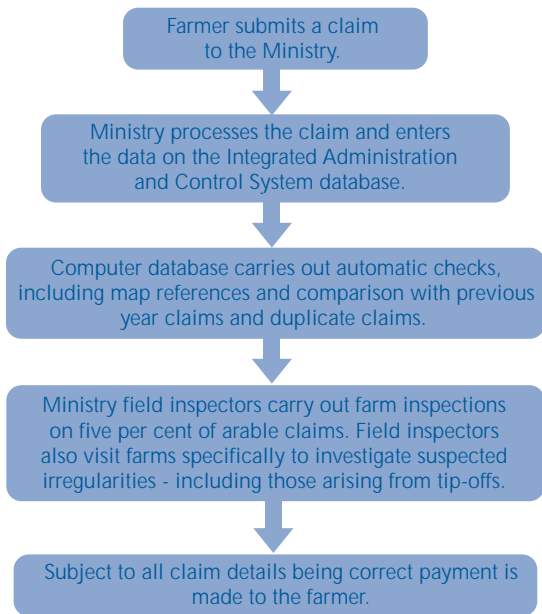 Farmer submits a claim
to the Ministry.
Ministry processes the claim and enters
the data on the Integrated Administration
and Control System database.
Computer database carries out automatic checks,
including map references and comparison with previous
year claims and duplicate claims.
Ministry field inspectors carry out farm inspections
on five per cent of arable claims. Field inspectors
also visit farms specifically to investigate suspected
irregularities - including those arising from tip-offs.
Subject to all claim details being correct payment is
made to the farmer.